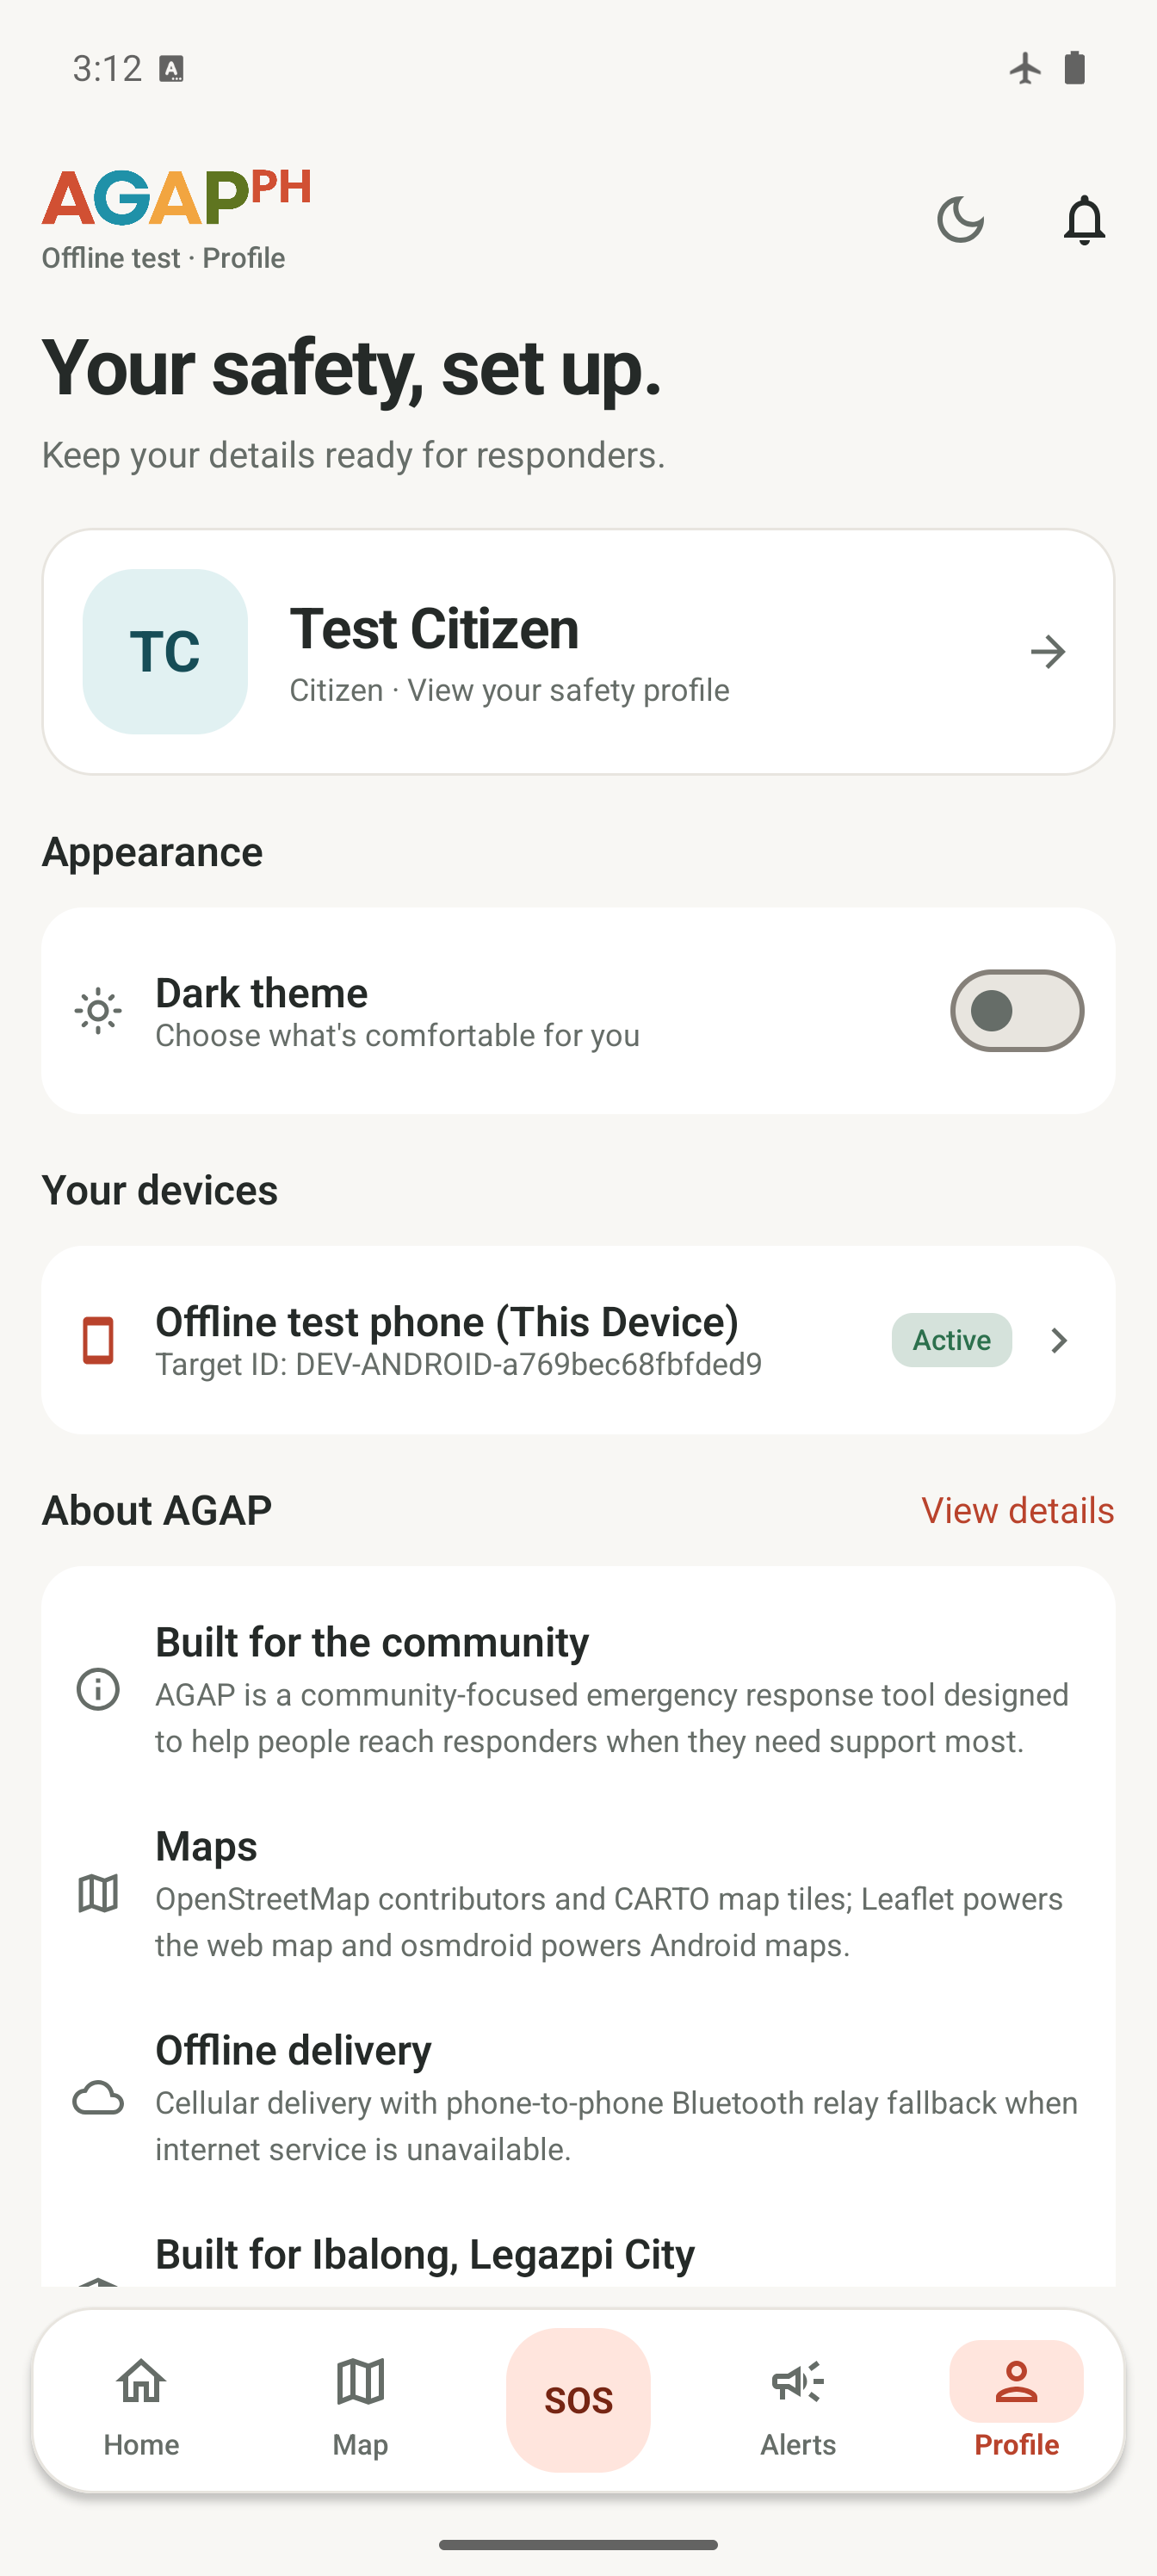 3:12
AGAPPH
Offline test · Profile
Your safety, set up.
Keep your details ready for responders.
TC
Test Citizen
Citizen · View your safety profile
Appearance
Dark theme
Choose what's comfortable for you
Your devices
Offline test phone (This Device)
Target ID: DEV-ANDROID-a769bec68fbfded9
Active
About AGAP
View details
Built for the community
AGAP is a community-focused emergency response tool designed
to help people reach responders when they need support most.
Maps
OpenStreetMap contributors and CARTO map tiles; Leaflet powers
the web map and osmdroid powers Android maps.
Offline delivery
Cellular delivery with phone-to-phone Bluetooth relay fallback when
internet service is unavailable.
Built for Ibalong, Legazpi City
Home
Map
SOS
Alerts
Profile